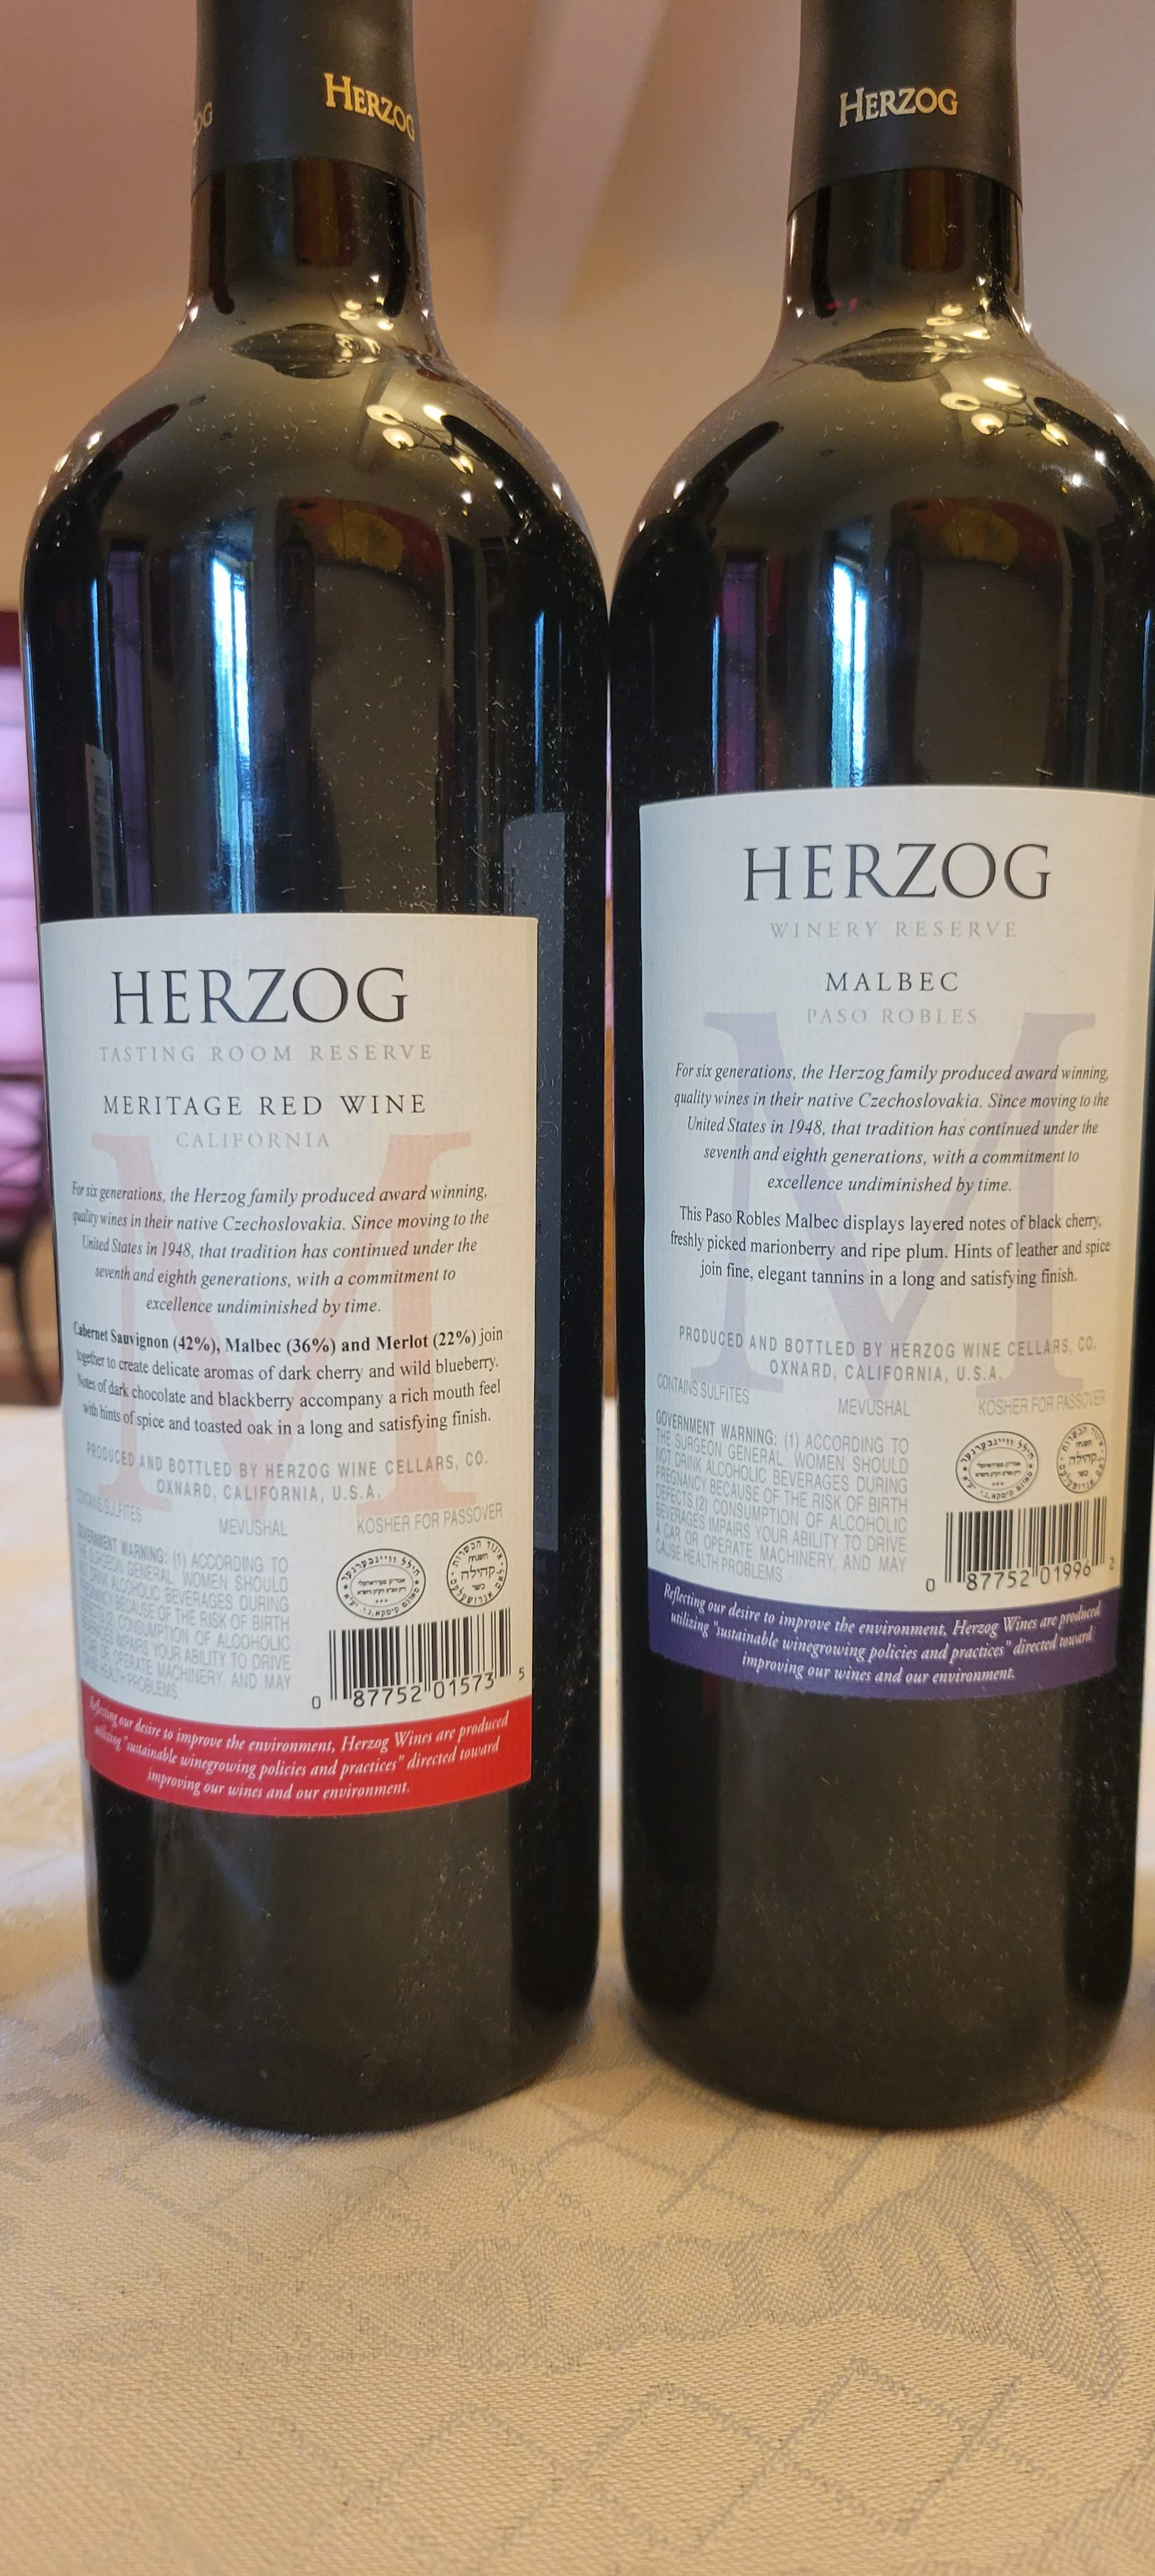 HERZOG
HERZOG
TASTING ROOM RESERVE
MERITAGE RED WINE
CALIFORNIA
For six generations, the Herzog family produced award winning,
quality wines in their native Czechoslovakia. Since moving to the
United States in 1948, that tradition has continued under the
seventh and eighth generations, with a commitment to
excellence undiminished by time.
Cabernet Sauvignon (42%), Malbec (36%) and Merlot (22%) join
together to create delicate aromas of dark cherry and wild blueberry.
Notes of dark chocolate and blackberry accompany a rich mouth feel
with hints of spice and toasted oak in a long and satisfying finish.
PRODUCED AND BOTTLED BY HERZOG WINE CELLARS, CO.
OXNARD, CALIFORNIA, U.S.A.
CONTAINS SULFITES MEVUSHAL KOSHER FOR PASSOVER
GOVERNMENT WARNING: (1) ACCORDING TO
THE SURGEON GENERAL, WOMEN SHOULD
NOT DRINK ALCOHOLIC BEVERAGES DURING
PREGNANCY BECAUSE OF THE RISK OF BIRTH
DEFECTS (2) CONSUMPTION OF ALCOHOLIC
BEVERAGES IMPAIRS YOUR ABILITY TO DRIVE
A CAR OR OPERATE MACHINERY, AND MAY
CAUSE HEALTH PROBLEMS
קהילה
0 87752 01573 5
Reflecting our desire to improve the environment, Herzog Wines are produced
utilizing "sustainable winegrowing policies and practices" directed toward
improving our wines and our environment.
M
HERZOG
HERZOG
WINERY RESERVE
MALBEC
PASO ROBLES
For six generations, the Herzog family produced award winning,
quality wines in their native Czechoslovakia. Since moving to the
United States in 1948, that tradition has continued under the
seventh and eighth generations, with a commitment to
excellence undiminished by time.
This Paso Robles Malbec displays layered notes of black cherry,
freshly picked marionberry and ripe plum. Hints of leather and spice
join fine, elegant tannins in a long and satisfying finish.
PRODUCED AND BOTTLED BY HERZOG WINE CELLARS, CO.
OXNARD, CALIFORNIA, U.S.A.
CONTAINS SULFITES MEVUSHAL KOSHER FOR PASSOVER
GOVERNMENT WARNING: (1) ACCORDING TO
THE SURGEON GENERAL, WOMEN SHOULD
NOT DRINK ALCOHOLIC BEVERAGES DURING
PREGNANCY BECAUSE OF THE RISK OF BIRTH
DEFECTS (2) CONSUMPTION OF ALCOHOLIC
BEVERAGES IMPAIRS YOUR ABILITY TO DRIVE
A CAR OR OPERATE MACHINERY, AND MAY
CAUSE HEALTH PROBLEMS.
קהילה
0 87752 01996 2
Reflecting our desire to improve the environment, Herzog Wines are produced
utilizing "sustainable winegrowing policies and practices" directed toward
improving our wines and our environment.
M